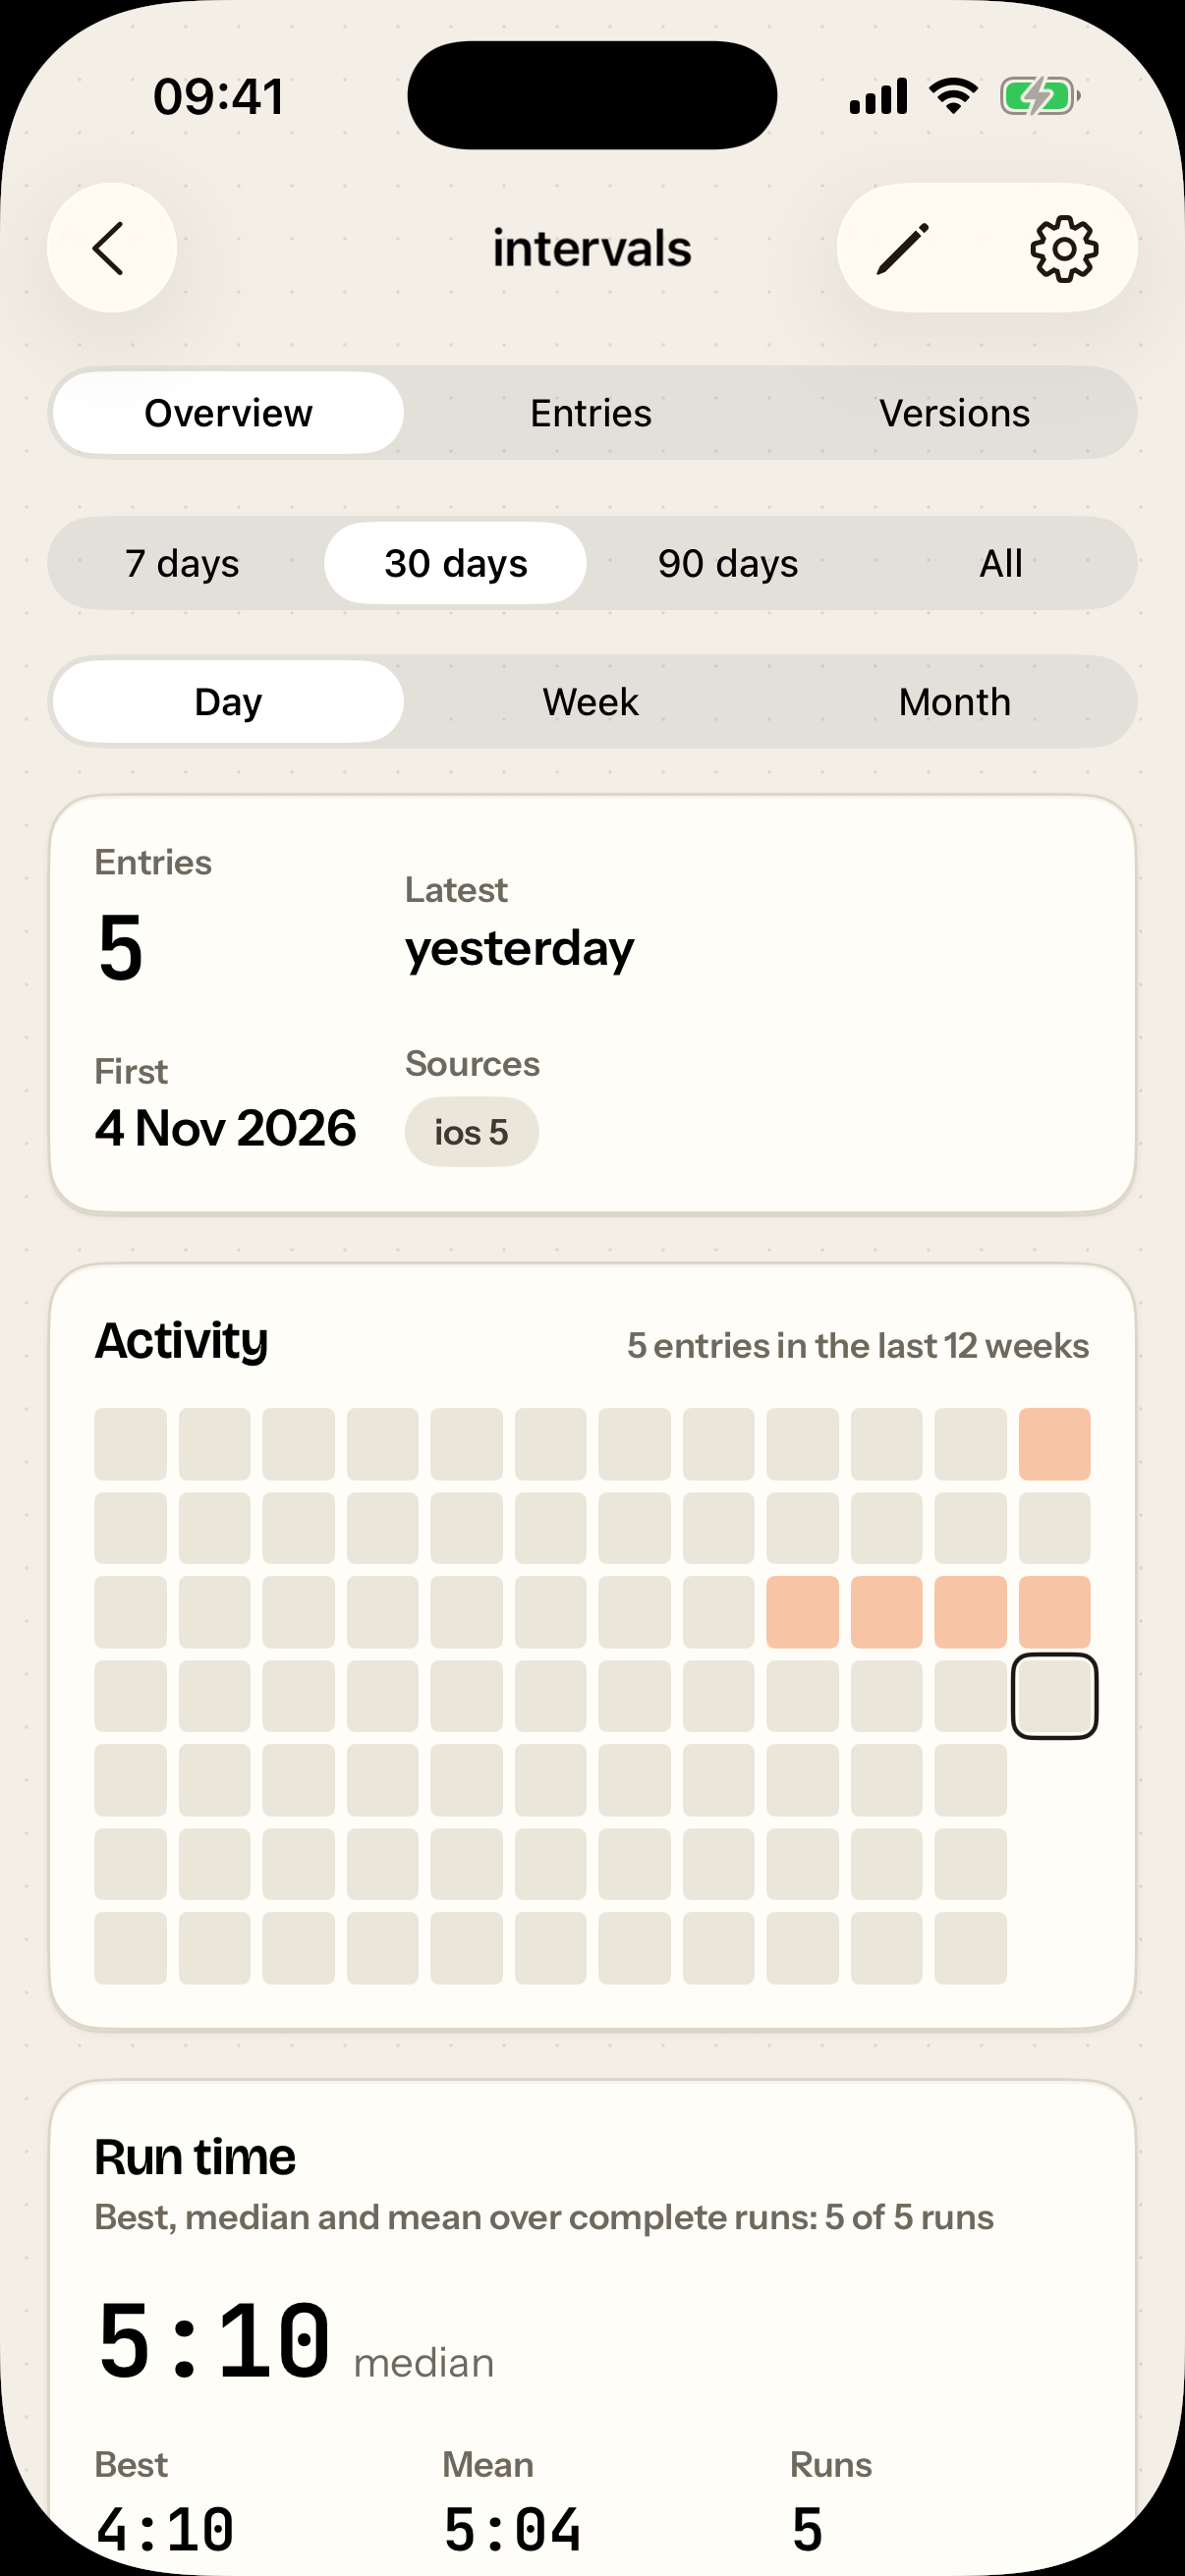 09:41
intervals
Overview Entries Versions
7 days 30 days 90 days All
Day Week Month
Entries
5
Latest
yesterday
First
4 Nov 2026
Sources
ios 5
Activity
5 entries in the last 12 weeks
Run time
Best, median and mean over complete runs: 5 of 5 runs
5:10 median
Best Mean Runs
4:10 5:04 5